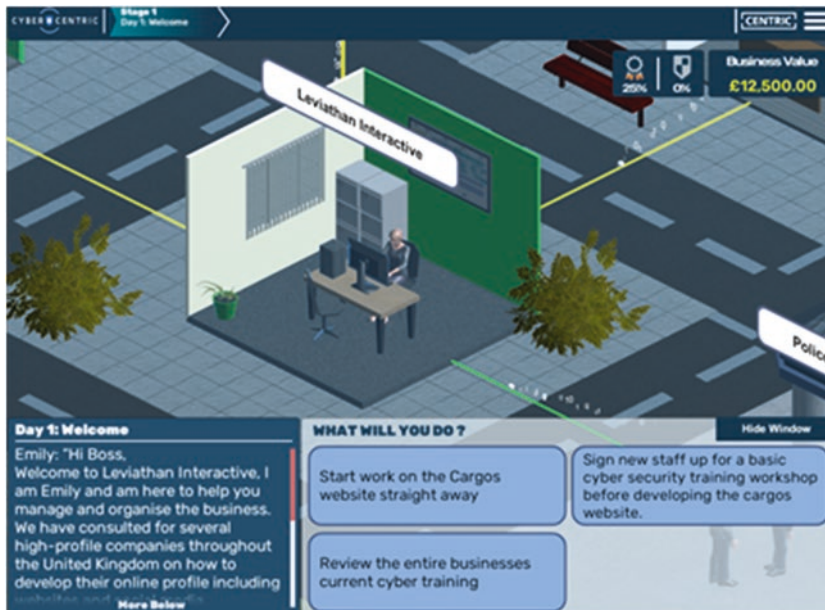 CYBER CENTRIC
Stage 1
Day 1: Welcome
CENTRIC
25%
0%
Business Value
£12,500.00
Leviathan Interactive
Police
Day 1: Welcome
Emily: "Hi Boss,
Welcome to Leviathan Interactive, I
am Emily and am here to help you
manage and organise the business.
We have consulted for several
high-profile companies throughout
the United Kingdom on how to
develop their online profile including
websites and social media
More Below
WHAT WILL YOU DO ?
Hide Window
Start work on the Cargos
website straight away
Sign new staff up for a basic
cyber security training workshop
before developing the cargos
website.
Review the entire businesses
current cyber training